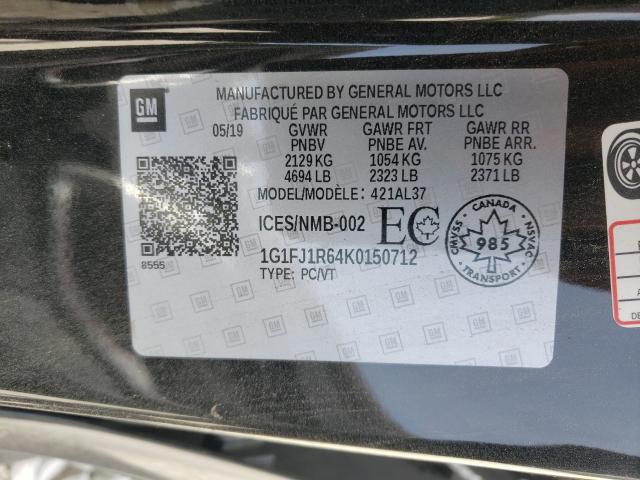 GM
MANUFACTURED BY GENERAL MOTORS LLC
FABRIQUÉ PAR GENERAL MOTORS LLC
05/19 GVWR GAWR FRT GAWR RR
PNBV PNBE AV. PNBE ARR.
2129 KG 1054 KG 1075 KG
4694 LB 2323 LB 2371 LB
MODEL/MODÈLE: 421AL37
ICES/NMB-002 EC
8555
1G1FJ1R64K0150712
TYPE: PC/VT
CANADA
CMVSS 985 NSVAC
TRANSPORT